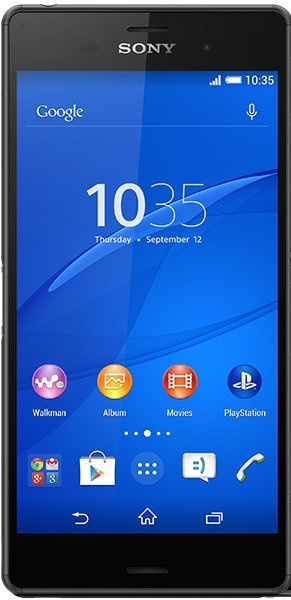 SONY
10:35
Google
10 35
Thursday • September 12
Walkman Album Movies PlayStation